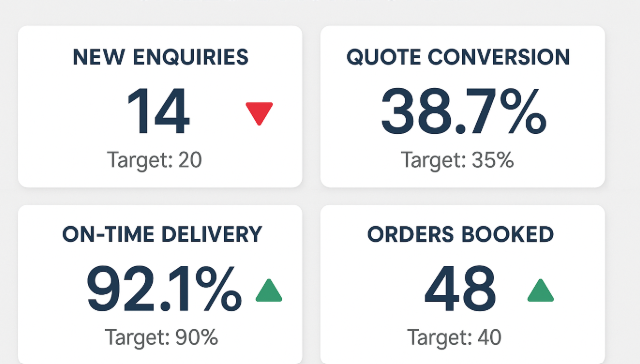 NEW ENQUIRIES
14
Target: 20
QUOTE CONVERSION
38.7%
Target: 35%
ON-TIME DELIVERY
92.1%
Target: 90%
ORDERS BOOKED
48
Target: 40